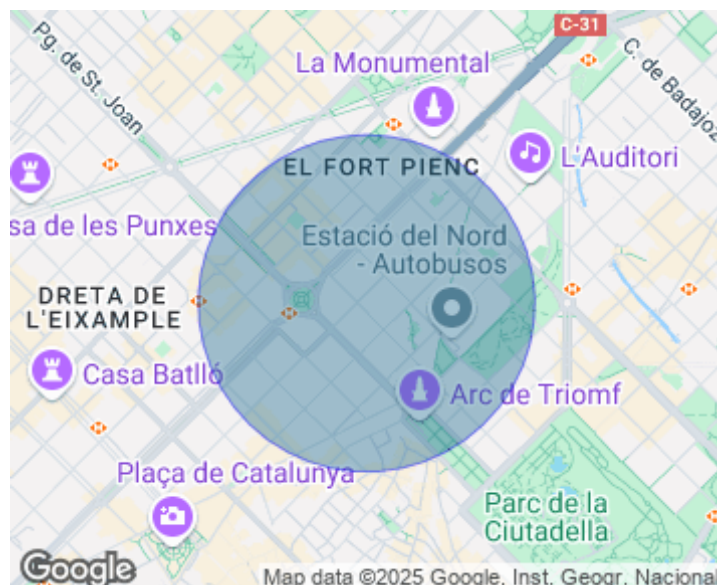 C-31
Pg. de St. Joan
C. de Badajoz
La Monumental
EL FORT PIENC
L'Auditori
sa de les Punxes
Estació del Nord
- Autobusos
DRETA DE
L'EIXAMPLE
Casa Batlló
Arc de Triomf
Plaça de Catalunya
Parc de la
Ciutadella
Google
Map data ©2025 Google, Inst. Geogr. Nacional